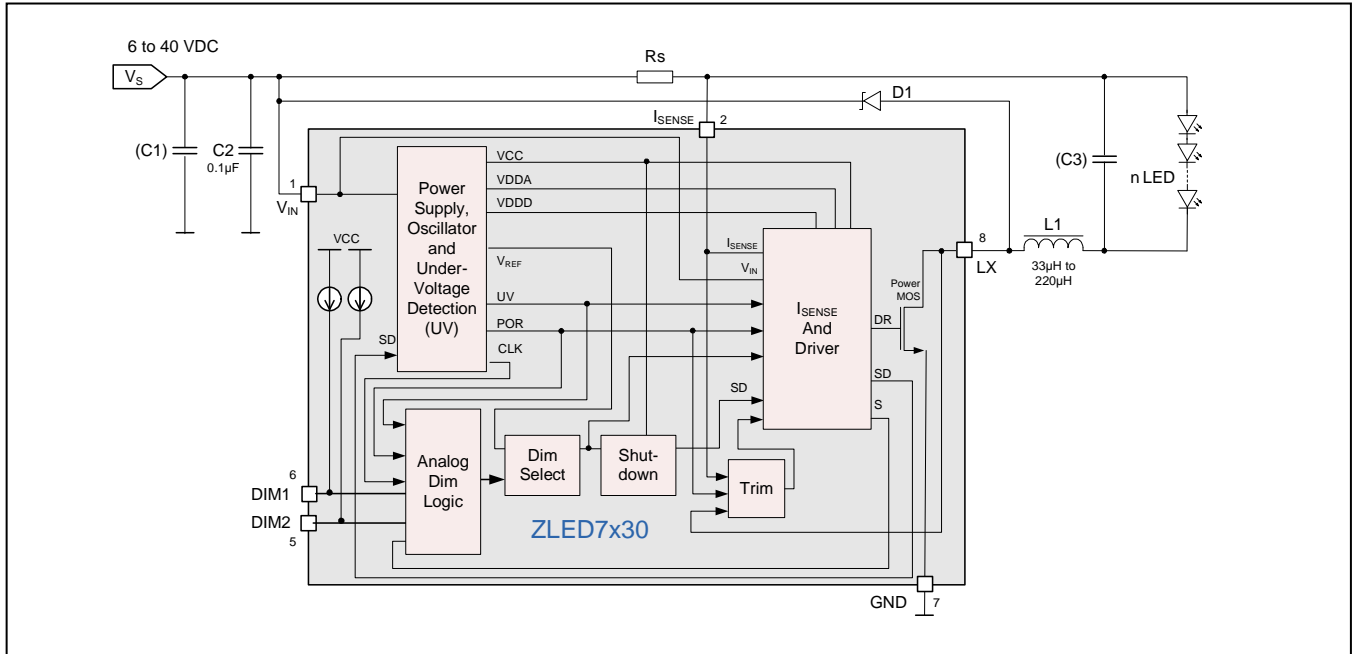 6 to 40 VDC
VS
Rs
D1
ISENSE
2
(C1)
C2
0.1µF
(C3)
n LED
1
VIN
Power
Supply,
Oscillator
and
Under-
Voltage
Detection
(UV)
VCC
VDDA
VDDD
VREF
UV
POR
CLK
SD
VCC
ISENSE
VIN
ISENSE
And
Driver
SD
DR
SD
S
Power
MOS
8
LX
L1
33µH to
220µH
Analog
Dim
Logic
Dim
Select
Shut-
down
Trim
6
DIM1
DIM2
5
ZLED7x30
GND
7